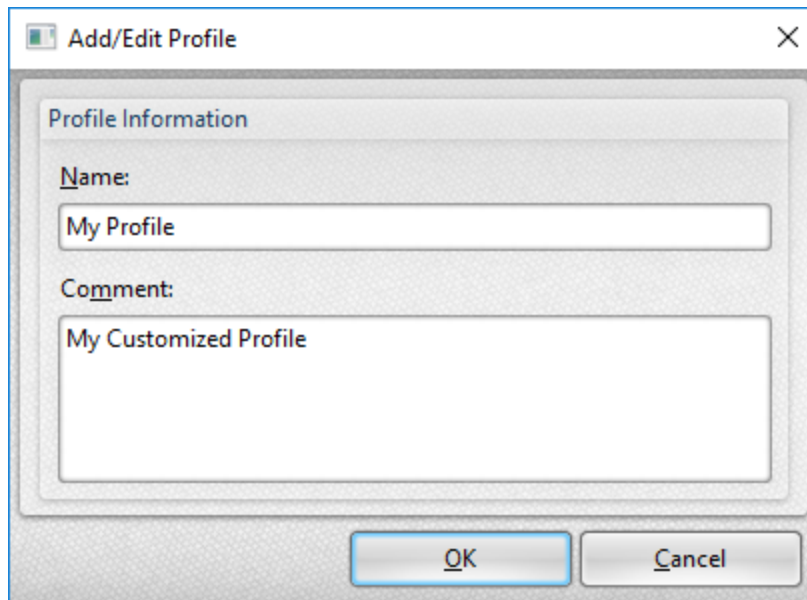 Add/Edit Profile
Profile Information
Name:
My Profile
Comment:
My Customized Profile
OK
Cancel